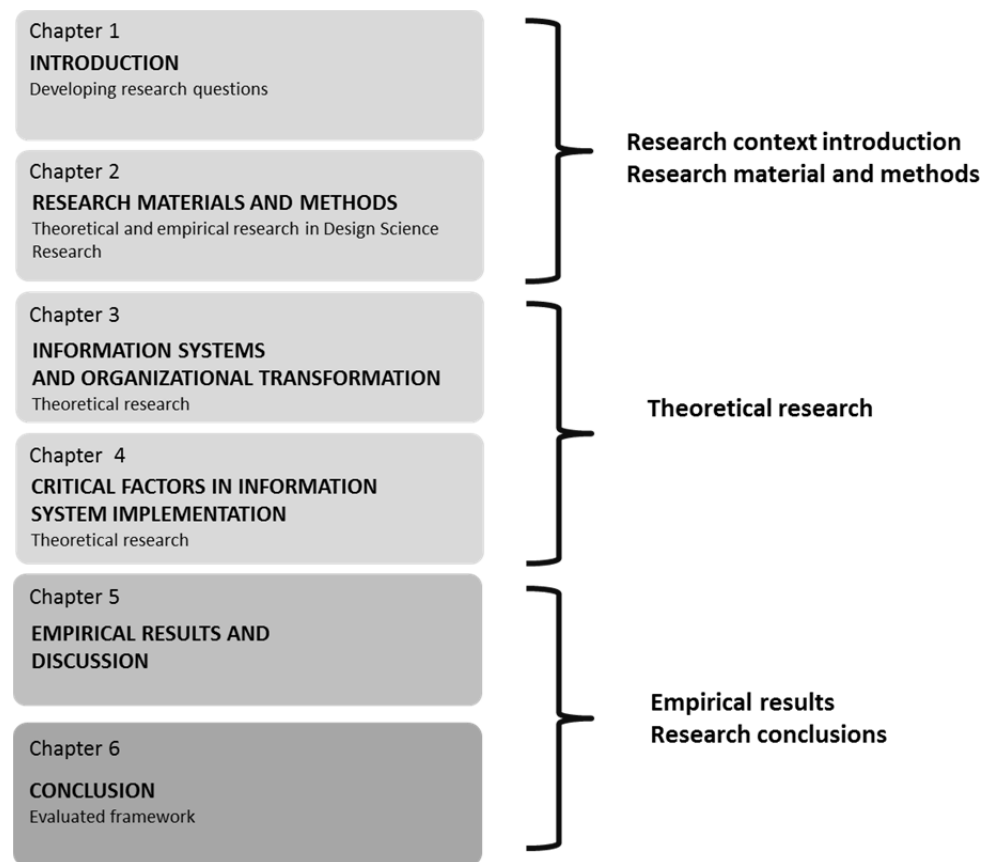 Chapter 1
INTRODUCTION
Developing research questions
Chapter 2
RESEARCH MATERIALS AND METHODS
Theoretical and empirical research in Design Science
Research
Research context introduction
Research material and methods
Chapter 3
INFORMATION SYSTEMS
AND ORGANIZATIONAL TRANSFORMATION
Theoretical research
Chapter 4
CRITICAL FACTORS IN INFORMATION
SYSTEM IMPLEMENTATION
Theoretical research
Theoretical research
Chapter 5
EMPIRICAL RESULTS AND
DISCUSSION
Chapter 6
CONCLUSION
Evaluated framework
Empirical results
Research conclusions